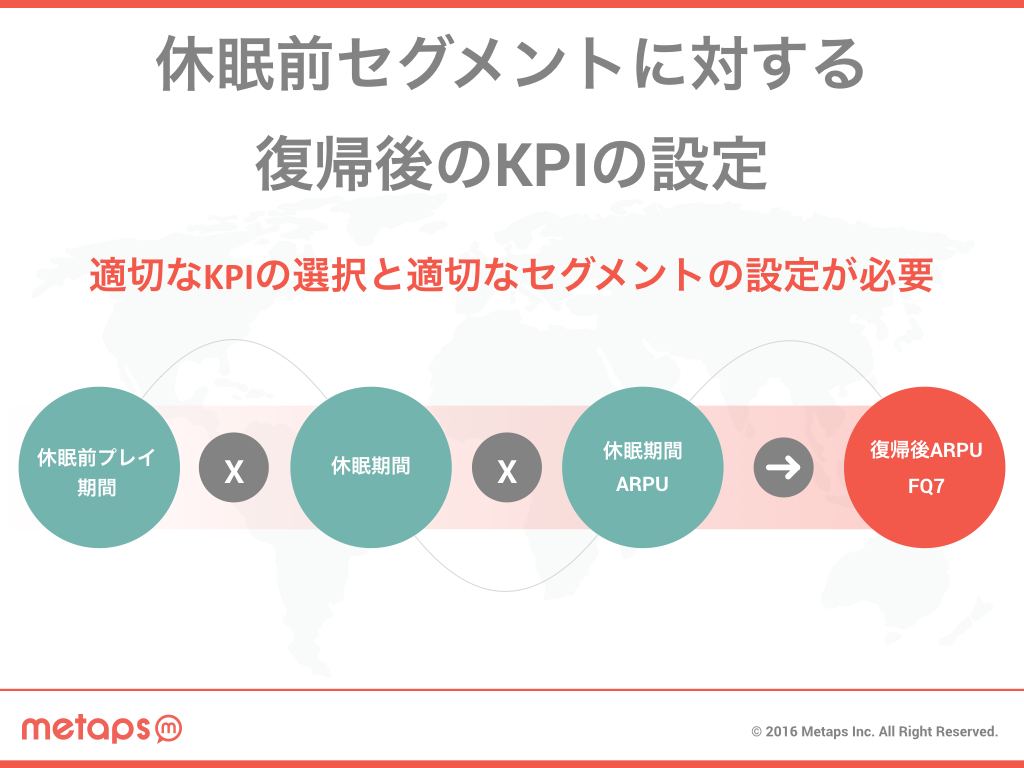 休眠前セグメントに対する
復帰後のKPIの設定
適切なKPIの選択と適切なセグメントの設定が必要
休眠前プレイ
期間
X
休眠期間
X
休眠期間
ARPU
復帰後ARPU
FQ7
metaps m
© 2016 Metaps Inc. All Right Reserved.